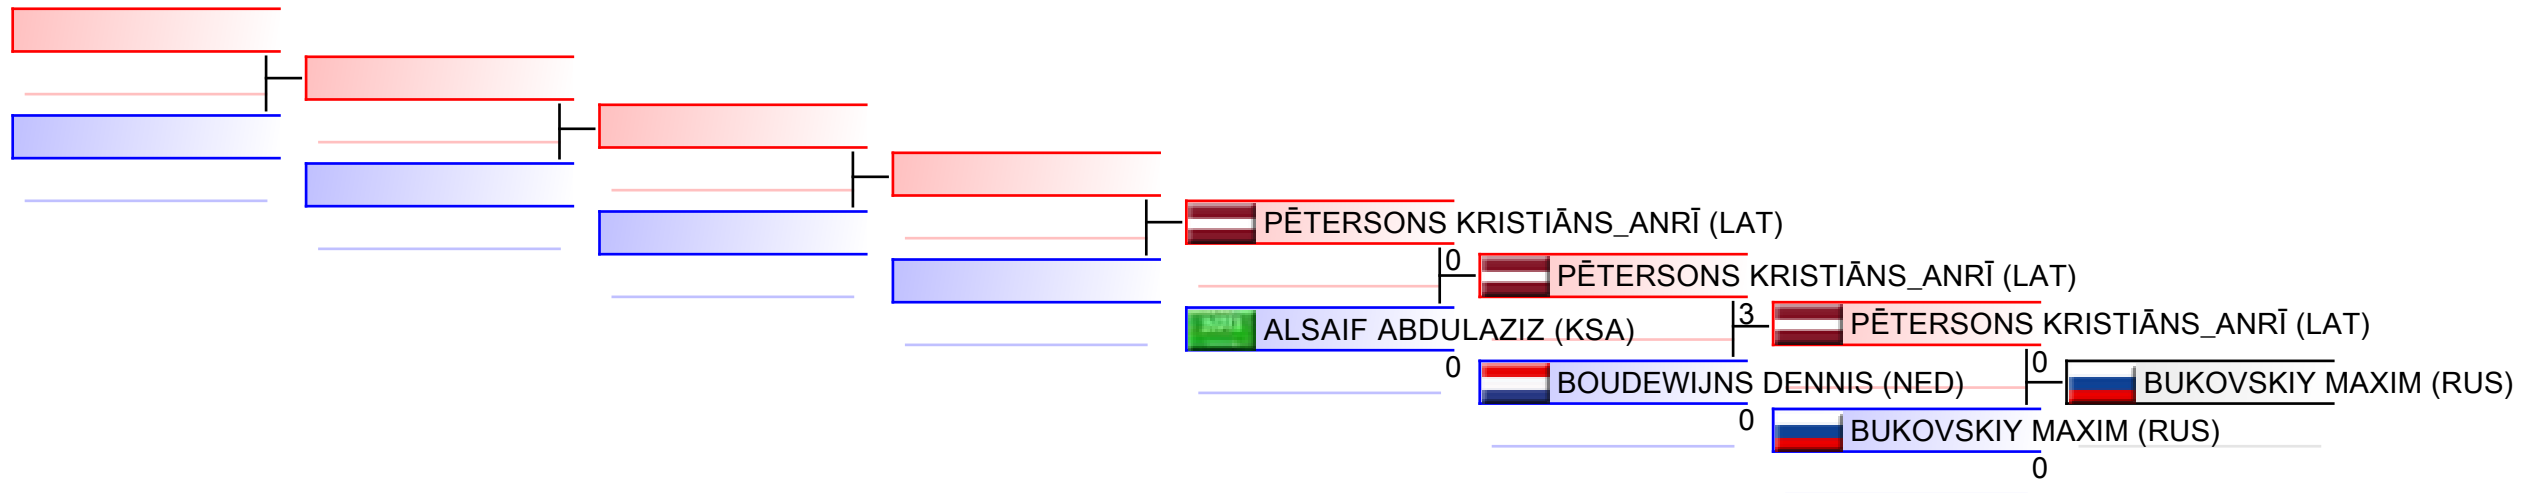 PĒTERSONS KRISTIĀNS_ANRĪ (LAT)
0
PĒTERSONS KRISTIĀNS_ANRĪ (LAT)
ALSAIF ABDULAZIZ (KSA)
0
3
PĒTERSONS KRISTIĀNS_ANRĪ (LAT)
BOUDEWIJNS DENNIS (NED)
0
0
BUKOVSKIY MAXIM (RUS)
BUKOVSKIY MAXIM (RUS)
0